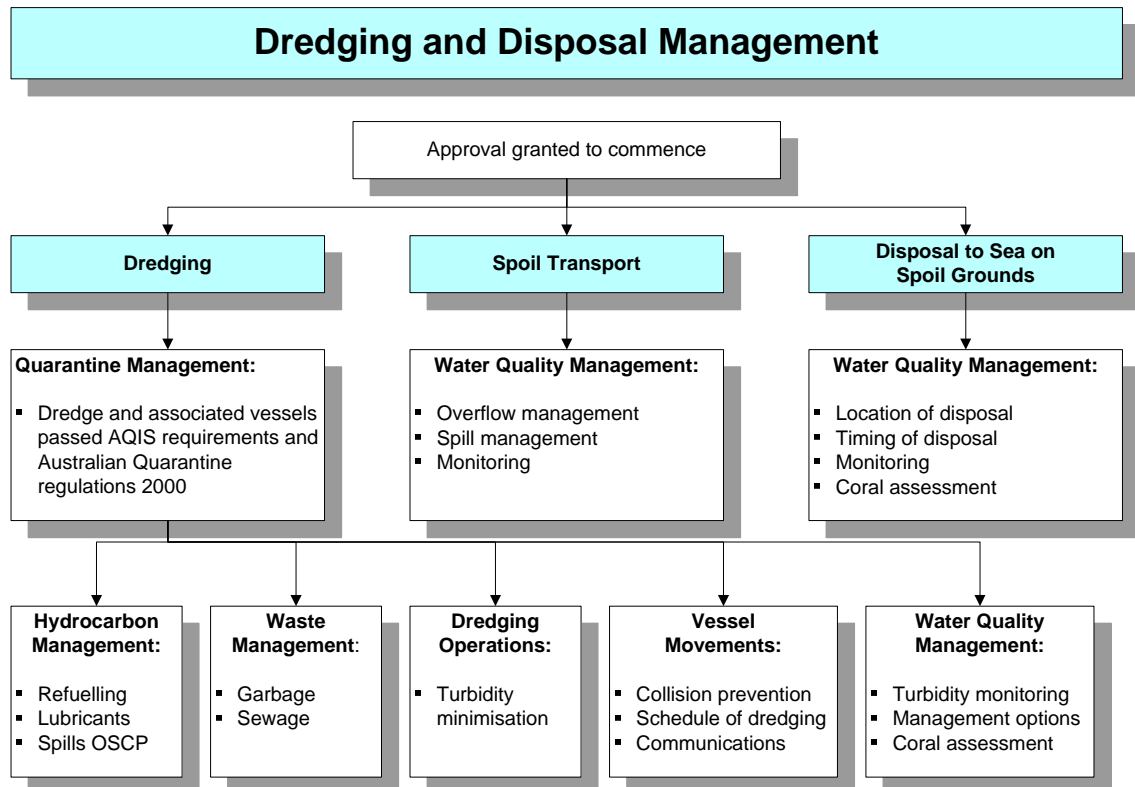 Dredging and Disposal Management
Approval granted to commence
Dredging
Spoil Transport
Disposal to Sea on
Spoil Grounds
Quarantine Management:
▪ Dredge and associated vessels
passed AQIS requirements and
Australian Quarantine
regulations 2000
Water Quality Management:
▪ Overflow management
▪ Spill management
▪ Monitoring
Water Quality Management:
▪ Location of disposal
▪ Timing of disposal
▪ Monitoring
▪ Coral assessment
Hydrocarbon
Management:
▪ Refuelling
▪ Lubricants
▪ Spills OSCP
Waste
Management:
▪ Garbage
▪ Sewage
Dredging
Operations:
▪ Turbidity
minimisation
Vessel
Movements:
▪ Collision prevention
▪ Schedule of dredging
▪ Communications
Water Quality
Management:
▪ Turbidity monitoring
▪ Management options
▪ Coral assessment